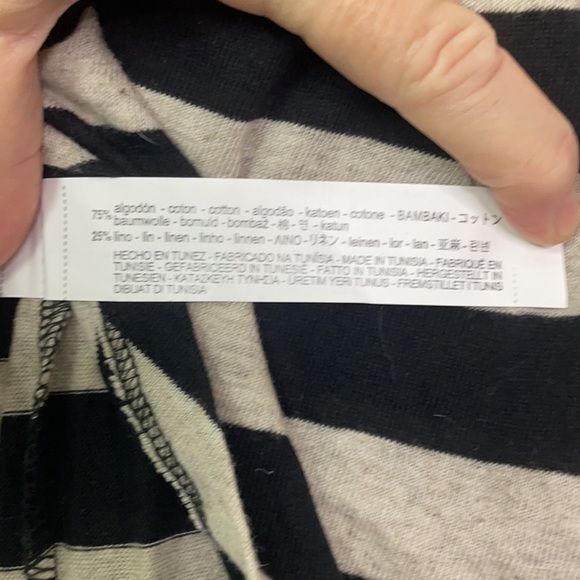 75% algodón - coton - cotton - algodão - katoen - cotone - BAMBAKI - コットン
baumwolle - bomuld - bombaž - 棉 - 면 - katun
25% lino - lin - linen - linho - linnen - ΛΙΝΟ - リネン - leinen - lior - lan - 亚麻 - 린넨
HECHO EN TUNEZ - FABRICADO NA TUNÍSIA - MADE IN TUNISIA - FABRIQUÉ EN
TUNISIE - GEFABRICEERD IN TUNESIË - FATTO IN TUNISIA - HERGESTELLT IN
TUNESIEN - ΚΑΤΑΣΚΕΥΗ ΤΥΝΗΣΙΑ - ÜRETIM YERI TUNUS - FREMSTILLET I TUNIS
DIBUAT DI TUNISIA